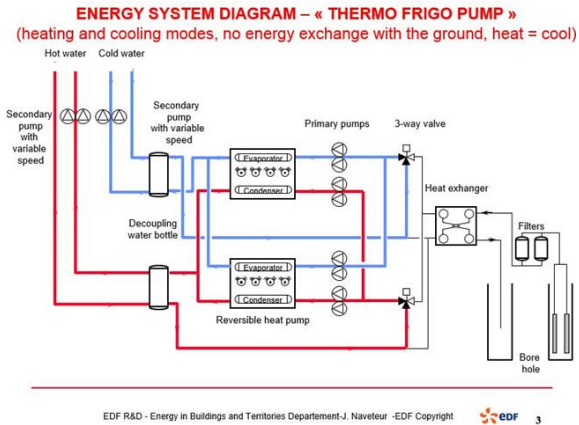 ENERGY SYSTEM DIAGRAM – « THERMO FRIGO PUMP »
(heating and cooling modes, no energy exchange with the ground, heat = cool)
Hot water
Cold water
Secondary
pump
with
variable
speed
Secondary
pump
with variable
speed
Primary pumps
3-way valve
Evaporator
Condenser
Heat exhanger
Filters
Decoupling
water bottle
Evaporator
Condenser
Reversible heat pump
Bore
hole
EDF R&D - Energy in Buildings and Territories Departement-J. Naveteur -EDF Copyright
eDF
3